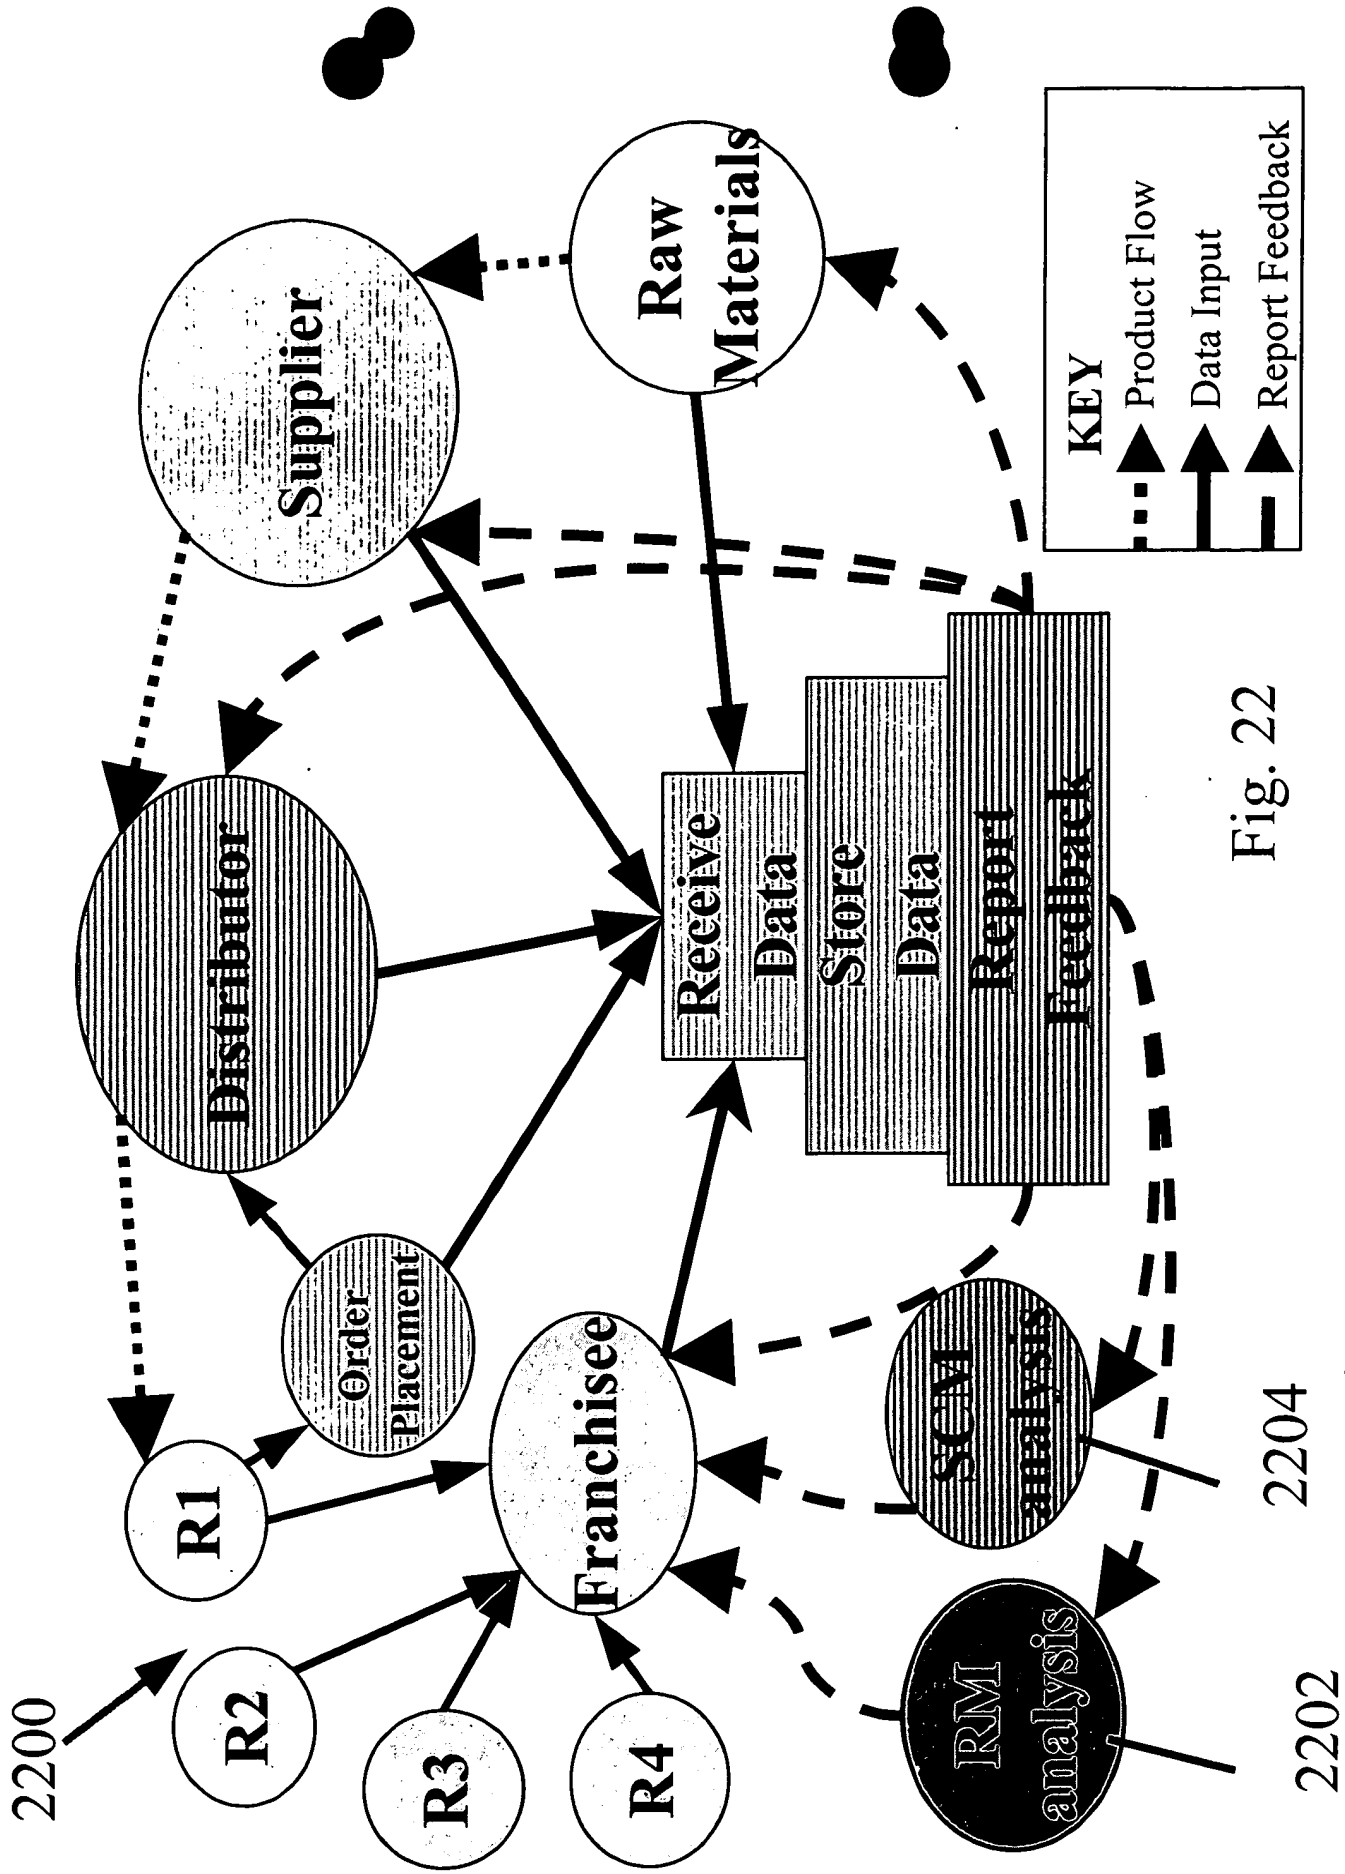 2200
R1
R2
R3
R4
Order
Placement
Distributor
Supplier
Franchisee
Raw
Materials
Receive
Data
Store
Data
Report
Feedback
RM
analysis
SCM
analysis
2202
2204
KEY
Product Flow
Data Input
Report Feedback
Fig. 22